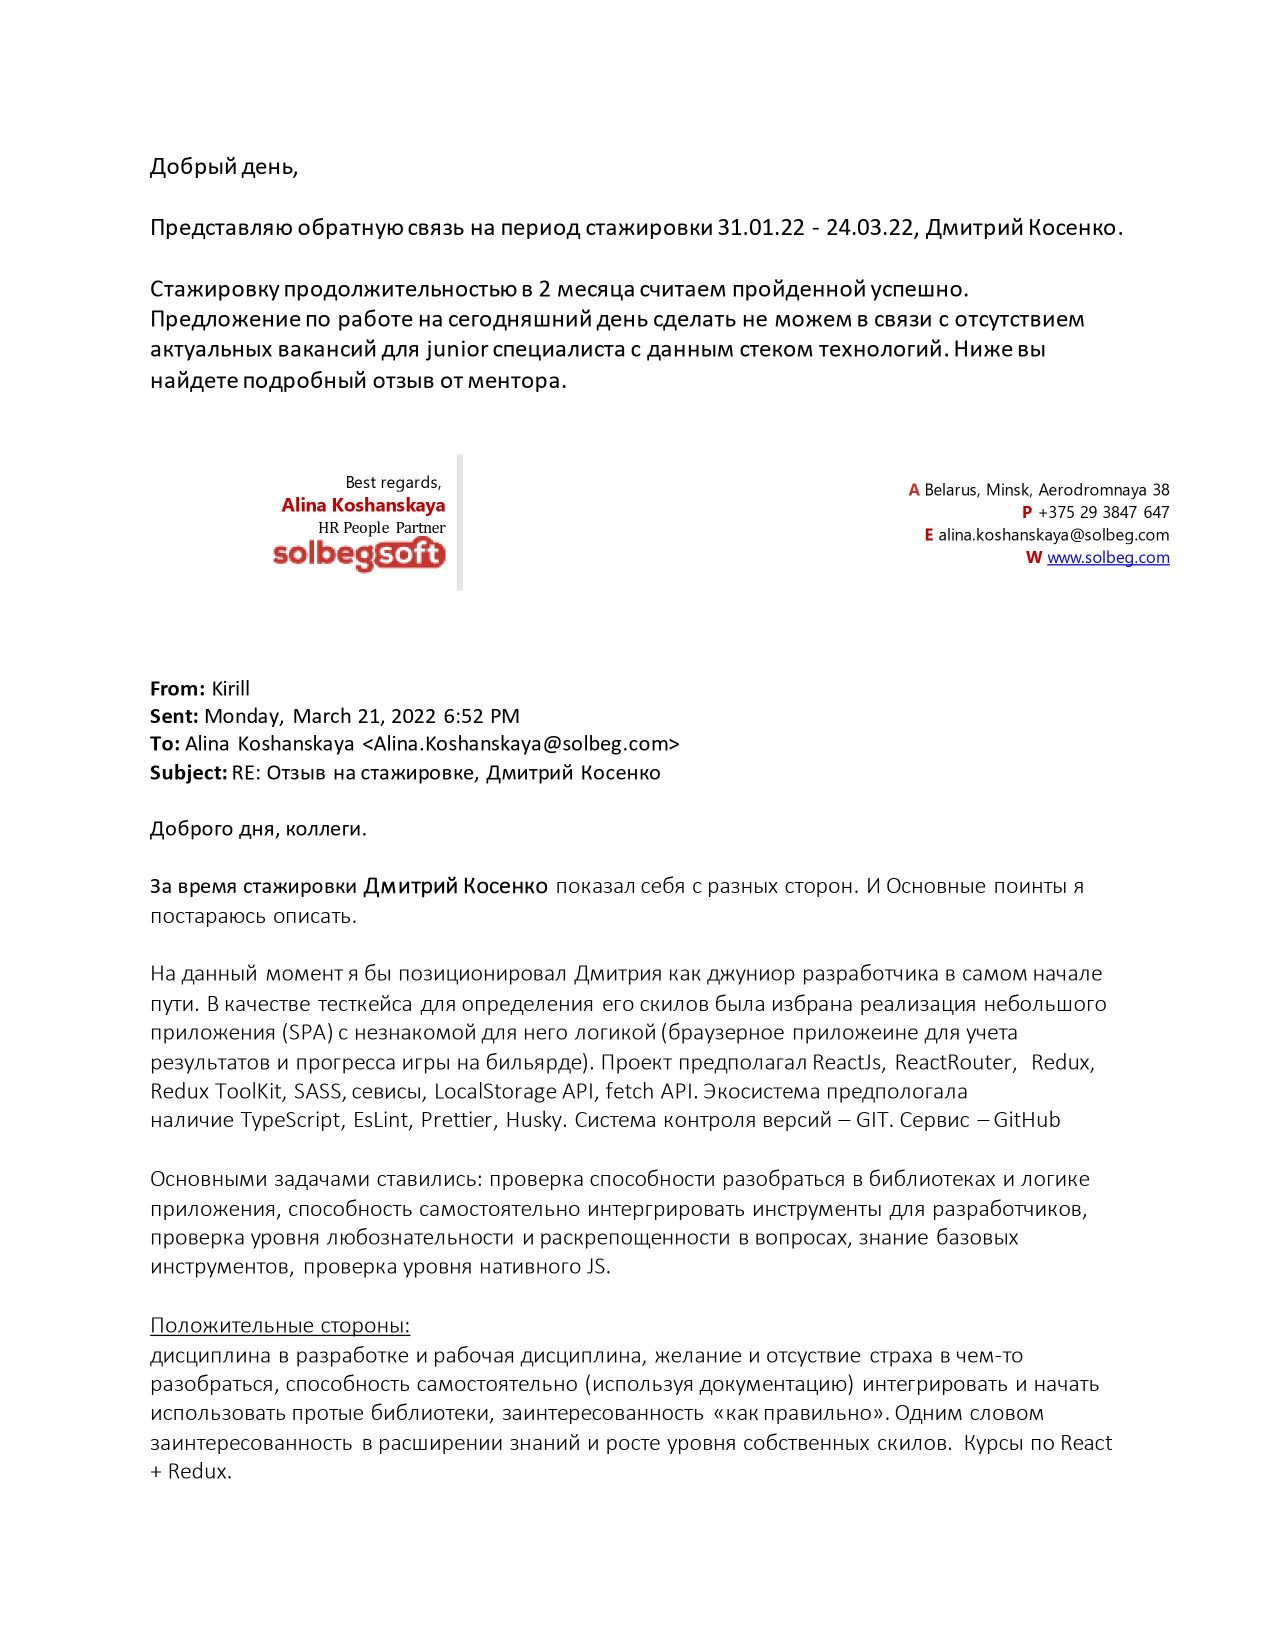 Добрый день,
Представляю обратную связь на период стажировки 31.01.22 - 24.03.22, Дмитрий Косенко.
Стажировку продолжительностью в 2 месяца считаем пройденной успешно.
Предложение по работе на сегодняшний день сделать не можем в связи с отсутствием
актуальных вакансий для junior специалиста с данным стеком технологий. Ниже вы
найдете подробный отзыв от ментора.
Best regards,
Alina Koshanskaya
HR People Partner
solbegsoft
A Belarus, Minsk, Aerodromnaya 38
P +375 29 3847 647
E alina.koshanskaya@solbeg.com
W www.solbeg.com
From: Kirill
Sent: Monday, March 21, 2022 6:52 PM
To: Alina Koshanskaya <Alina.Koshanskaya@solbeg.com>
Subject: RE: Отзыв на стажировке, Дмитрий Косенко
Доброго дня, коллеги.
За время стажировки Дмитрий Косенко показал себя с разных сторон. И Основные поинты я
постараюсь описать.
На данный момент я бы позиционировал Дмитрия как джуниор разработчика в самом начале
пути. В качестве тесткейса для определения его скилов была избрана реализация небольшого
приложения (SPA) с незнакомой для него логикой (браузерное приложеине для учета
результатов и прогресса игры на бильярде). Проект предполагал ReactJs, ReactRouter, Redux,
Redux ToolKit, SASS, севисы, LocalStorage API, fetch API. Экосистема предпологала
наличие TypeScript, EsLint, Prettier, Husky. Система контроля версий – GIT. Сервис – GitHub
Основными задачами ставились: проверка способности разобраться в библиотеках и логике
приложения, способность самостоятельно интергрировать инструменты для разработчиков,
проверка уровня любознательности и раскрепощенности в вопросах, знание базовых
инструментов, проверка уровня нативного JS.
Положительные стороны:
дисциплина в разработке и рабочая дисциплина, желание и отсуствие страха в чем-то
разобраться, способность самостоятельно (используя документацию) интегрировать и начать
использовать протые библиотеки, заинтересованность «как правильно». Одним словом
заинтересованность в расширении знаний и росте уровня собственных скилов. Курсы по React
+ Redux.